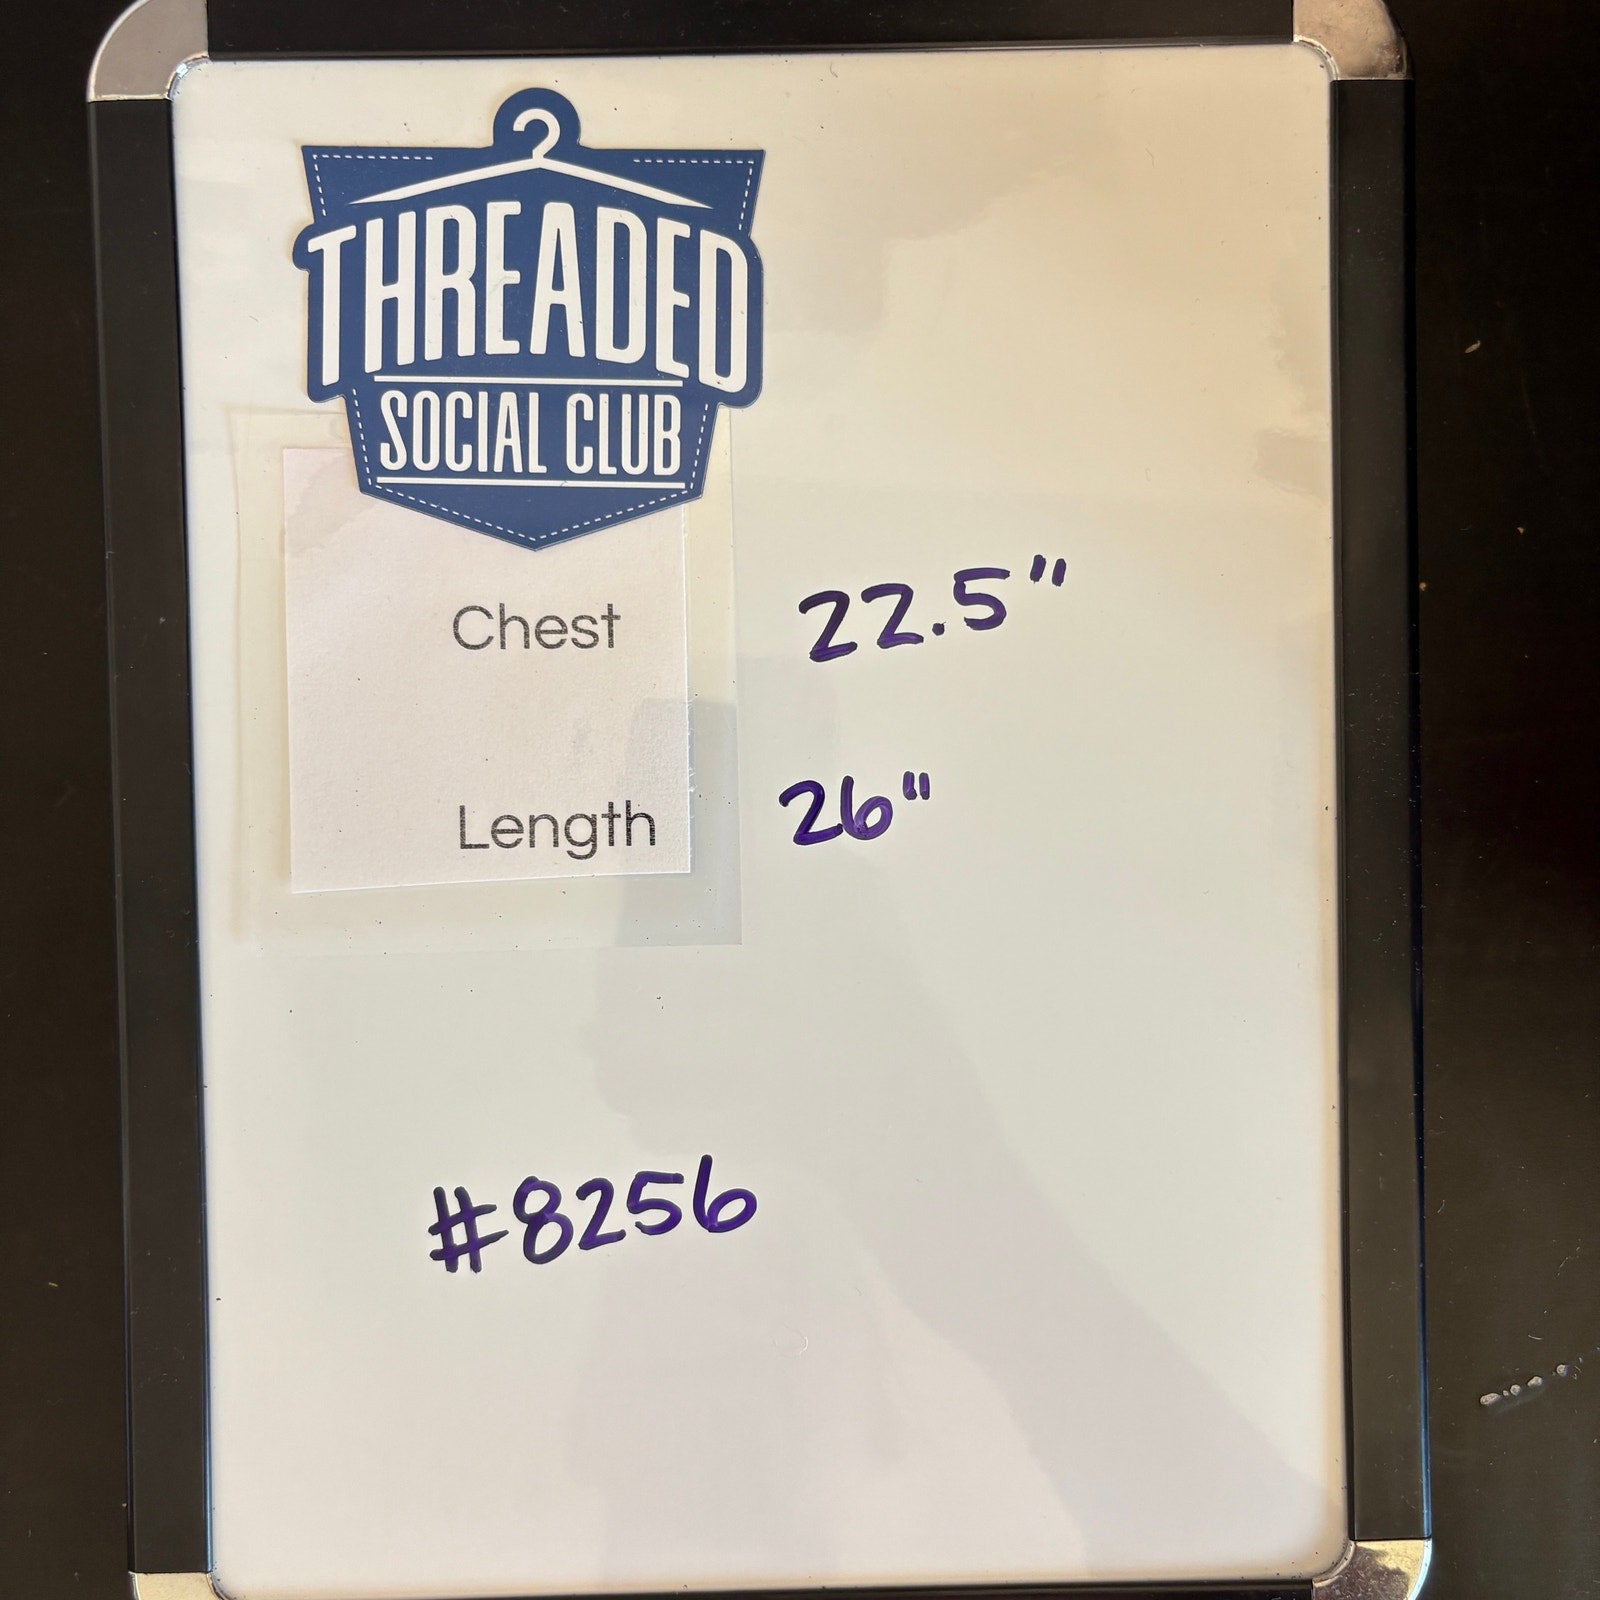 THREADED
SOCIAL CLUB
Chest 22.5"
Length 26"
#8256